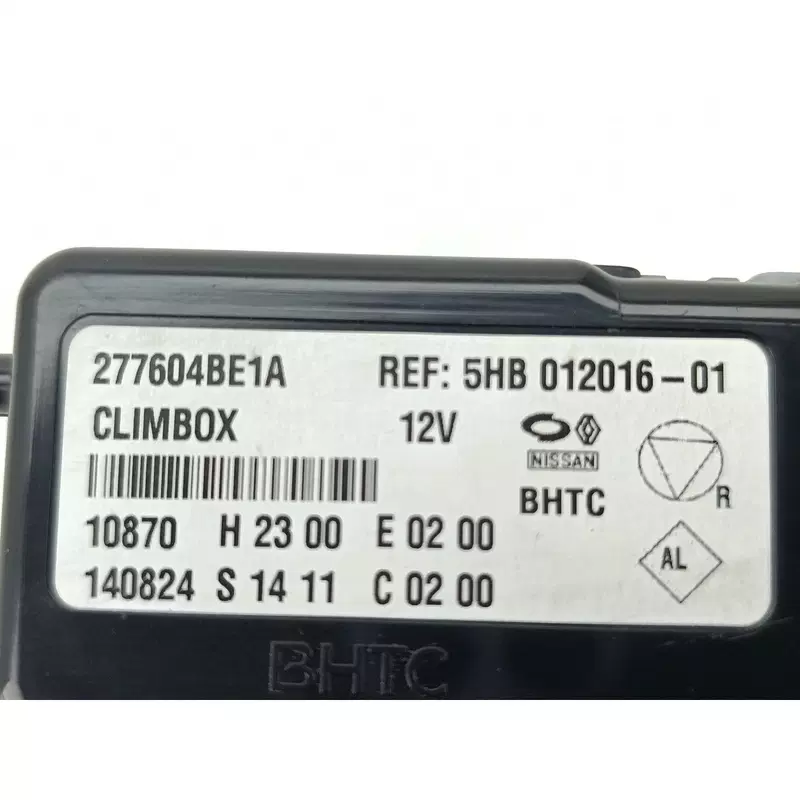 277604BE1A REF: 5HB 012016-01
CLIMBOX 12V
NISSAN
BHTC
R
10870 H 23 00 E 02 00
AL
140824 S 14 11 C 02 00
BHTC